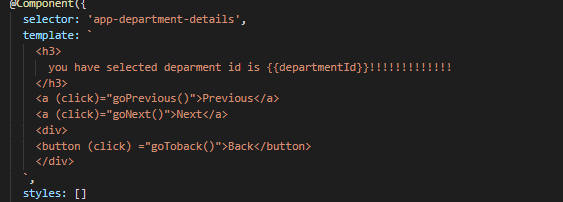 @Component({
selector: 'app-department-details',
template: `
<h3>
you have selected deparment id is {{departmentId}}!!!!!!!!!!!!!
</h3>
<a (click)="goPrevious()">Previous</a>
<a (click)="goNext()">Next</a>
<div>
<button (click) ="goToback()">Back</button>
</div>
`,
styles: []